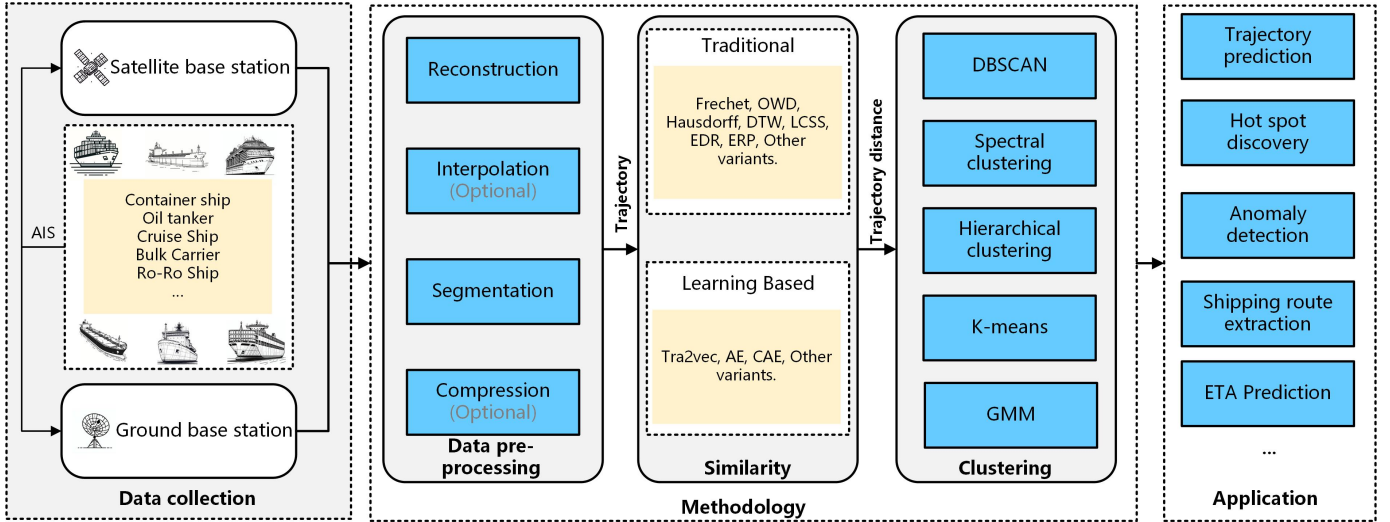 Satellite base station
AIS
Container ship
Oil tanker
Cruise Ship
Bulk Carrier
Ro-Ro Ship
...
Ground base station
Data collection
Reconstruction
Interpolation
(Optional)
Segmentation
Compression
(Optional)
Data pre-
processing
Trajectory
Traditional
Frechet, OWD,
Hausdorff, DTW, LCSS,
EDR, ERP, Other
variants.
Learning Based
Tra2vec, AE, CAE, Other
variants.
Similarity
Trajectory distance
DBSCAN
Spectral
clustering
Hierarchical
clustering
K-means
GMM
Clustering
Methodology
Trajectory
prediction
Hot spot
discovery
Anomaly
detection
Shipping route
extraction
ETA Prediction
...
Application